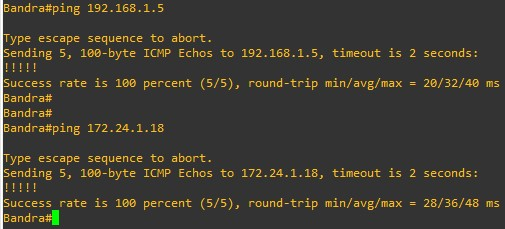 Bandra#ping 192.168.1.5
Type escape sequence to abort.
Sending 5, 100-byte ICMP Echos to 192.168.1.5, timeout is 2 seconds:
!!!!!
Success rate is 100 percent (5/5), round-trip min/avg/max = 20/32/40 ms
Bandra#
Bandra#
Bandra#ping 172.24.1.18
Type escape sequence to abort.
Sending 5, 100-byte ICMP Echos to 172.24.1.18, timeout is 2 seconds:
!!!!!
Success rate is 100 percent (5/5), round-trip min/avg/max = 28/36/48 ms
Bandra#